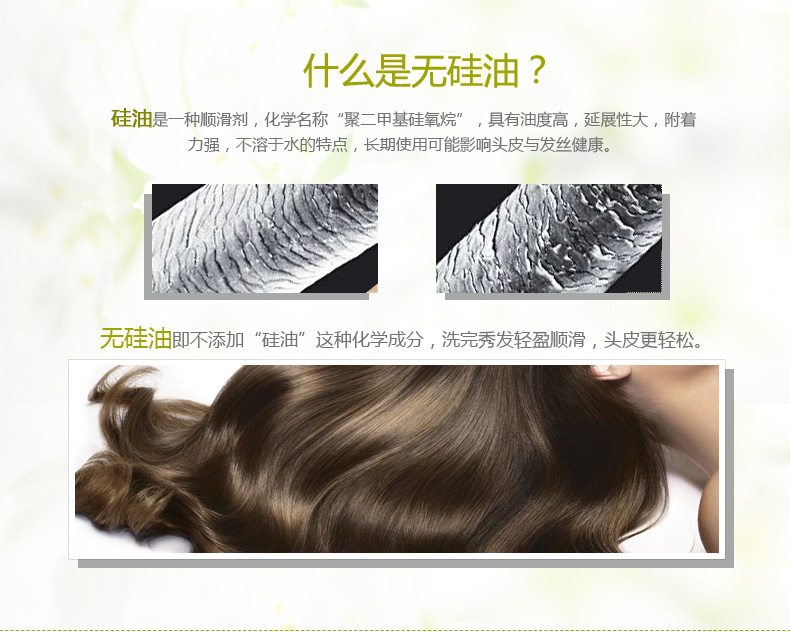 什么是无硅油？
硅油是一种顺滑剂，化学名称“聚二甲基硅氧烷”，具有油度高，延展性大，附着
力强，不溶于水的特点，长期使用可能影响头皮与发丝健康。
无硅油即不添加“硅油”这种化学成分，洗完秀发轻盈顺滑，头皮更轻松。